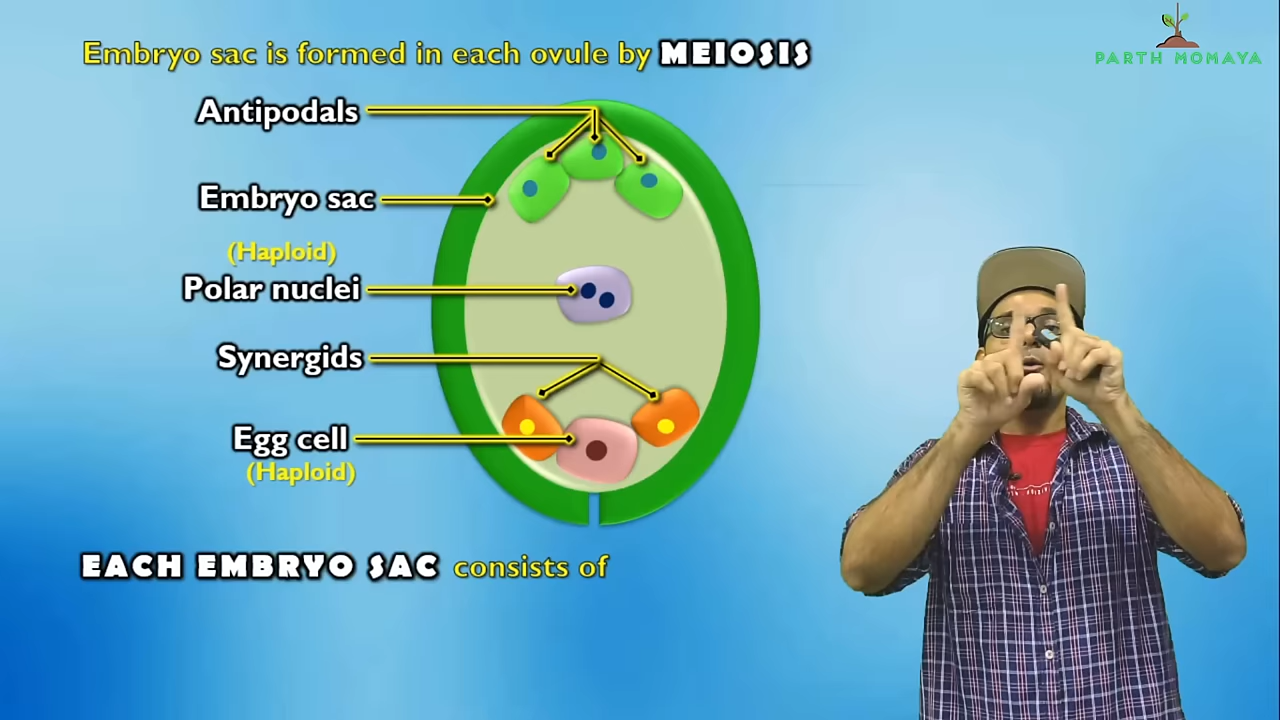 Embryo sac is formed in each ovule by MEIOSIS
PARTH MOMAYA
Antipodals
Embryo sac
(Haploid)
Polar nuclei
Synergids
Egg cell
(Haploid)
EACH EMBRYO SAC consists of